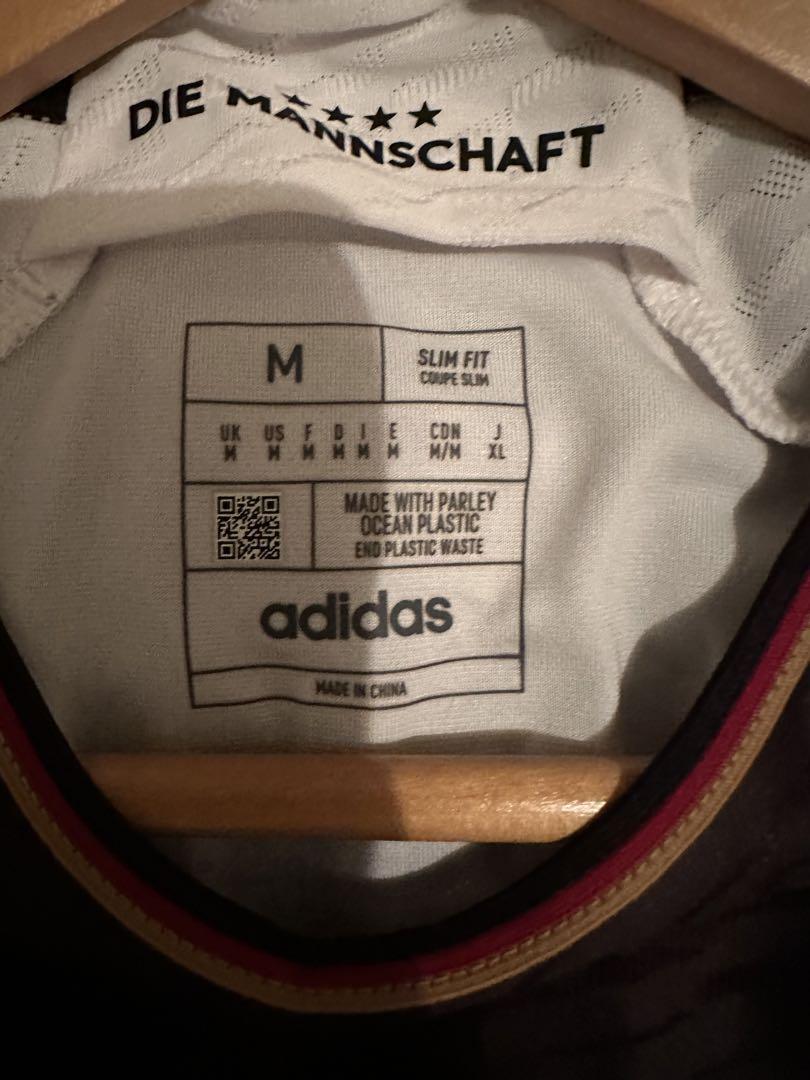 DIE MANNSCHAFT
M
SLIM FIT
COUPE SLIM
UK US F D I E CDN J
M M M M M M M/M XL
MADE WITH PARLEY
OCEAN PLASTIC
END PLASTIC WASTE
adidas
MADE IN CHINA